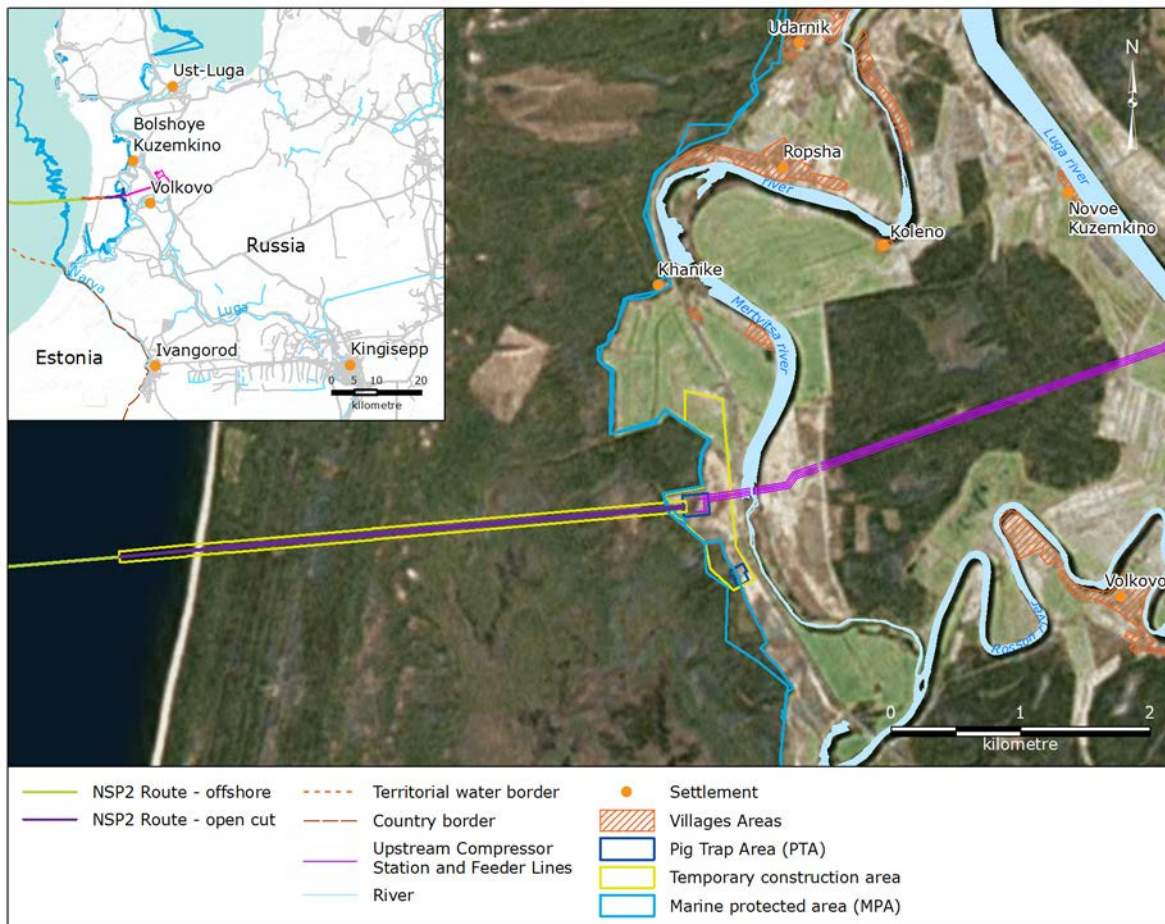 Ust-Luga
Bolshoye
Kuzemkino
Volkovo
Russia
Narva
Luga
Estonia
Ivangorod
Kingisepp
0 5 10 20
kilometre
Udarnik
N
Ropsha
river
Luga river
Novoe
Kuzemkino
Koleno
Khanike
Mertvitsa river
Volkovo
Rosson river
0 1 2
kilometre
NSP2 Route - offshore
NSP2 Route - open cut
Territorial water border
Country border
Upstream Compressor
Station and Feeder Lines
River
Settlement
Villages Areas
Pig Trap Area (PTA)
Temporary construction area
Marine protected area (MPA)